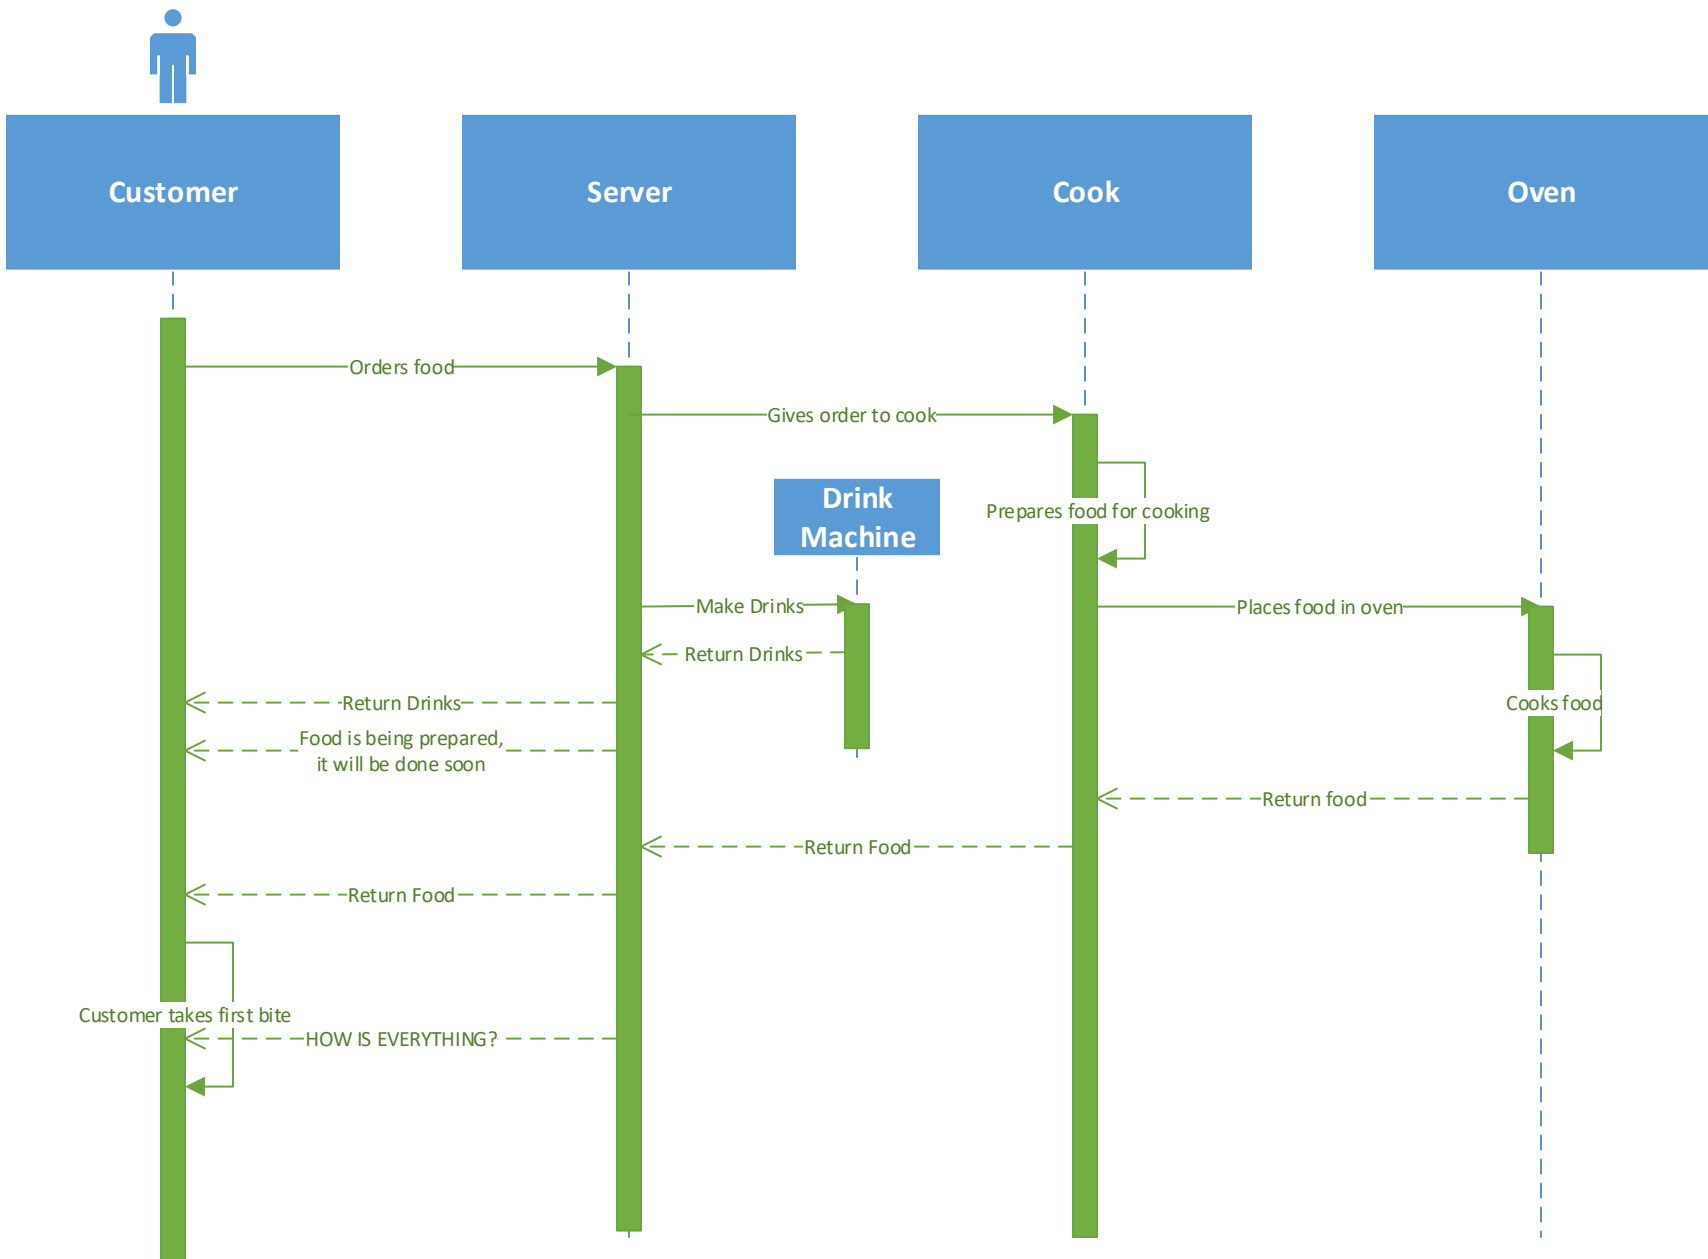 Customer
Server
Cook
Oven
Orders food
Gives order to cook
Drink
Machine
Prepares food for cooking
Make Drinks
Places food in oven
Return Drinks
Return Drinks
Cooks food
Food is being prepared,
it will be done soon
Return food
Return Food
Return Food
Customer takes first bite
HOW IS EVERYTHING?